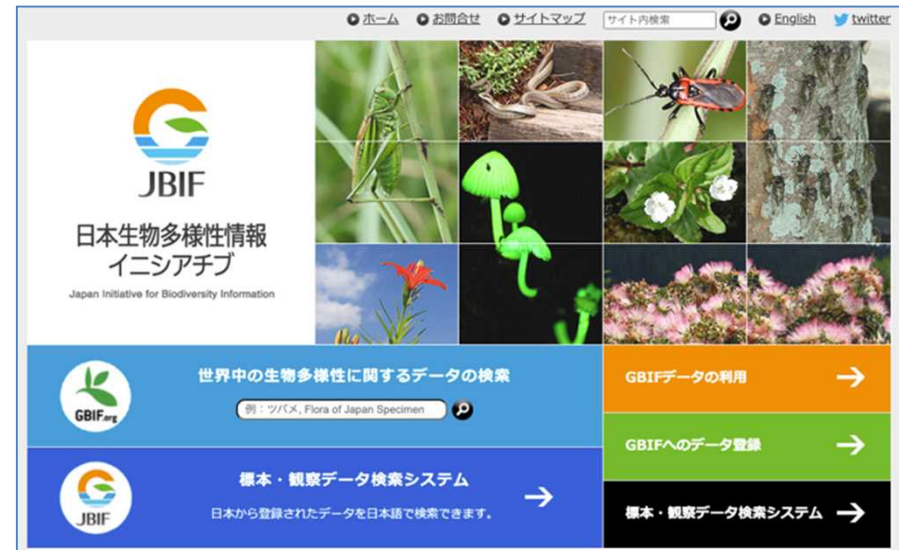 ホーム お問合せ サイトマップ サイト内検索 English twitter
JBIF
日本生物多様性情報
イニシアチブ
Japan Initiative for Biodiversity Information
GBIF.org
世界中の生物多様性に関するデータの検索
例：ツバメ, Flora of Japan Specimen
JBIF
標本・観察データ検索システム
日本から登録されたデータを日本語で検索できます。
GBIFデータの利用
GBIFへのデータ登録
標本・観察データ検索システム